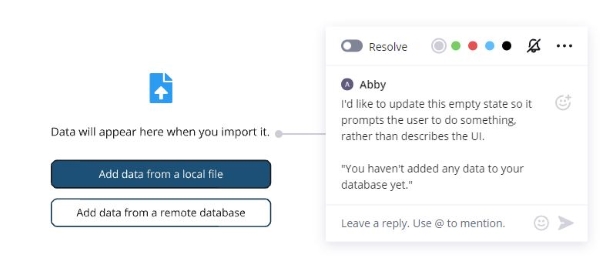 Resolve
A Abby
I'd like to update this empty state so it
prompts the user to do something,
rather than describes the UI.
"You haven't added any data to your
database yet."
Leave a reply. Use @ to mention.
Data will appear here when you import it.
Add data from a local file
Add data from a remote database